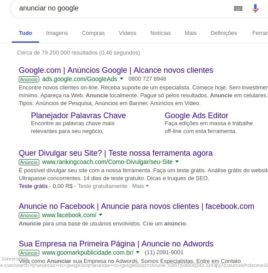 anunciar no google
Tudo Imagens Compras Vídeos Notícias Mais Definições Ferra
Cerca de 79 200 000 resultados (0,46 segundos)
Google.com | Anúncios Google | Alcance novos clientes
Anúncio ads.google.com/GoogleAds 0800 727 8948
Encontre novos clientes on-line. Receba suporte de um especialista. Comece hoje. Sem investimer
mínimo. Apareça na Web. Anuncie localmente. Pague só pelos resultados. Anuncie em celulares.
Tipos: Anúncios de Pesquisa, Anúncios em Banner, Anúncios em Vídeo.
Planejador Palavras Chave
Encontre as palavras chave mais
relevantes para seu negócio.
Google Ads Editor
Faça edições em massa e trabalhe
off-line com esta ferramenta.
Quer Divulgar seu Site? | Teste nossa ferramenta agora
Anúncio www.rankingcoach.com/Como-Divulgar/seu-Site
É possível divulgar seu site com a nossa ferramenta. Faça um teste grátis. Análise grátis do websit
Ultrapasse concorrentes. 14 dias de teste gratuito. Dicas e truques de SEO.
Teste grátis - 0,00 R$ - Teste gratuitamente · Mais
Anuncie no Facebook | Anuncie para novos clientes | facebook.com
Anúncio www.facebook.com/
Anuncie para uma base de usuários envolvidos. Crie um anúncio.
Sua Empresa na Primeira Página | Anuncie no Adwords
Anúncio www.goomarkpublicidade.com.br/ (11) 2091-9001
Veja como Anunciar sua Empresa no Adwords. Somos Especialistas. Entre em Contato